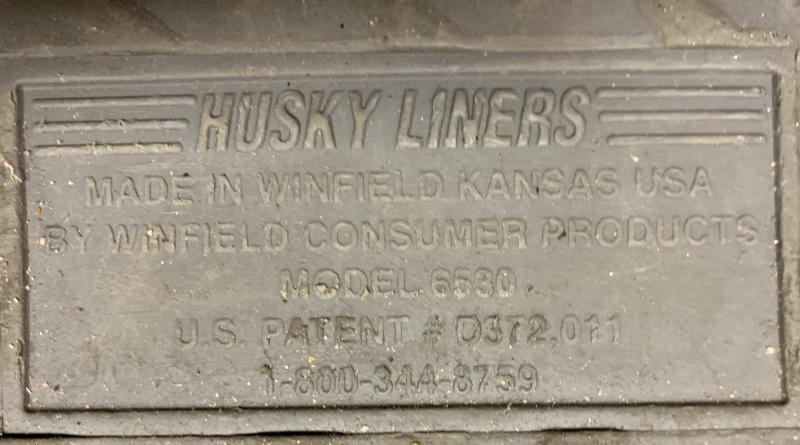 HUSKY LINERS
MADE IN WINFIELD KANSAS USA
BY WINFIELD CONSUMER PRODUCTS
MODEL 6530
U.S. PATENT # D372,011
1-800-344-8759